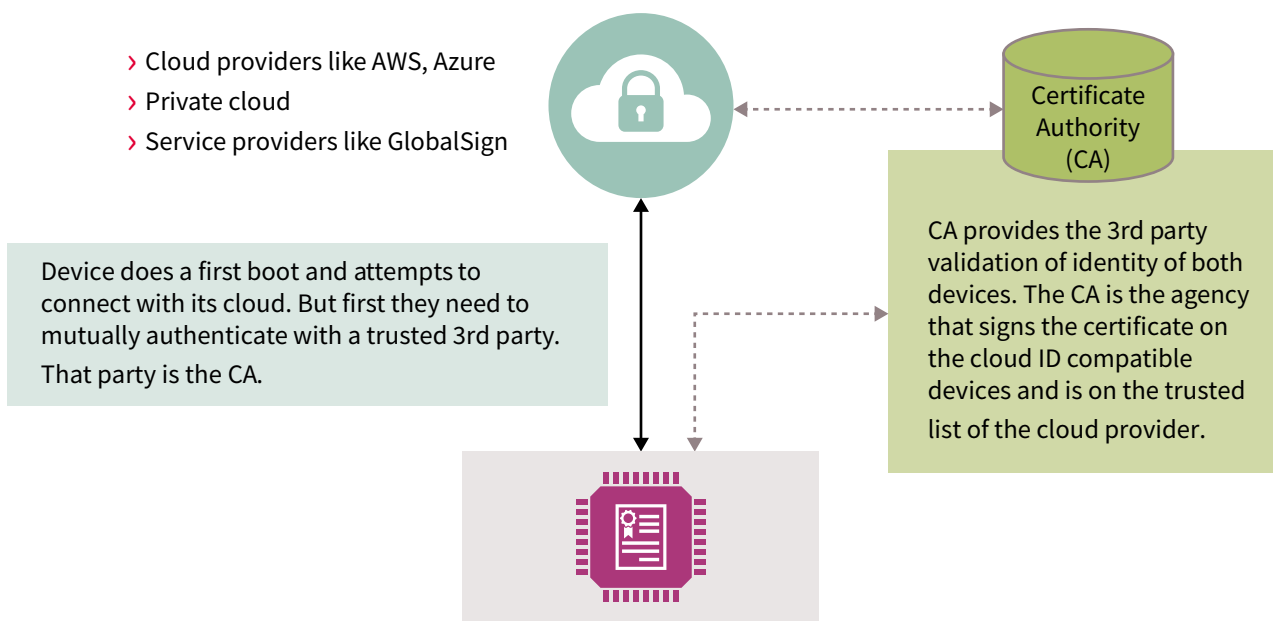 › Cloud providers like AWS, Azure
› Private cloud
› Service providers like GlobalSign
Certificate
Authority
(CA)
Device does a first boot and attempts to
connect with its cloud. But first they need to
mutually authenticate with a trusted 3rd party.
That party is the CA.
CA provides the 3rd party
validation of identity of both
devices. The CA is the agency
that signs the certificate on
the cloud ID compatible
devices and is on the trusted
list of the cloud provider.